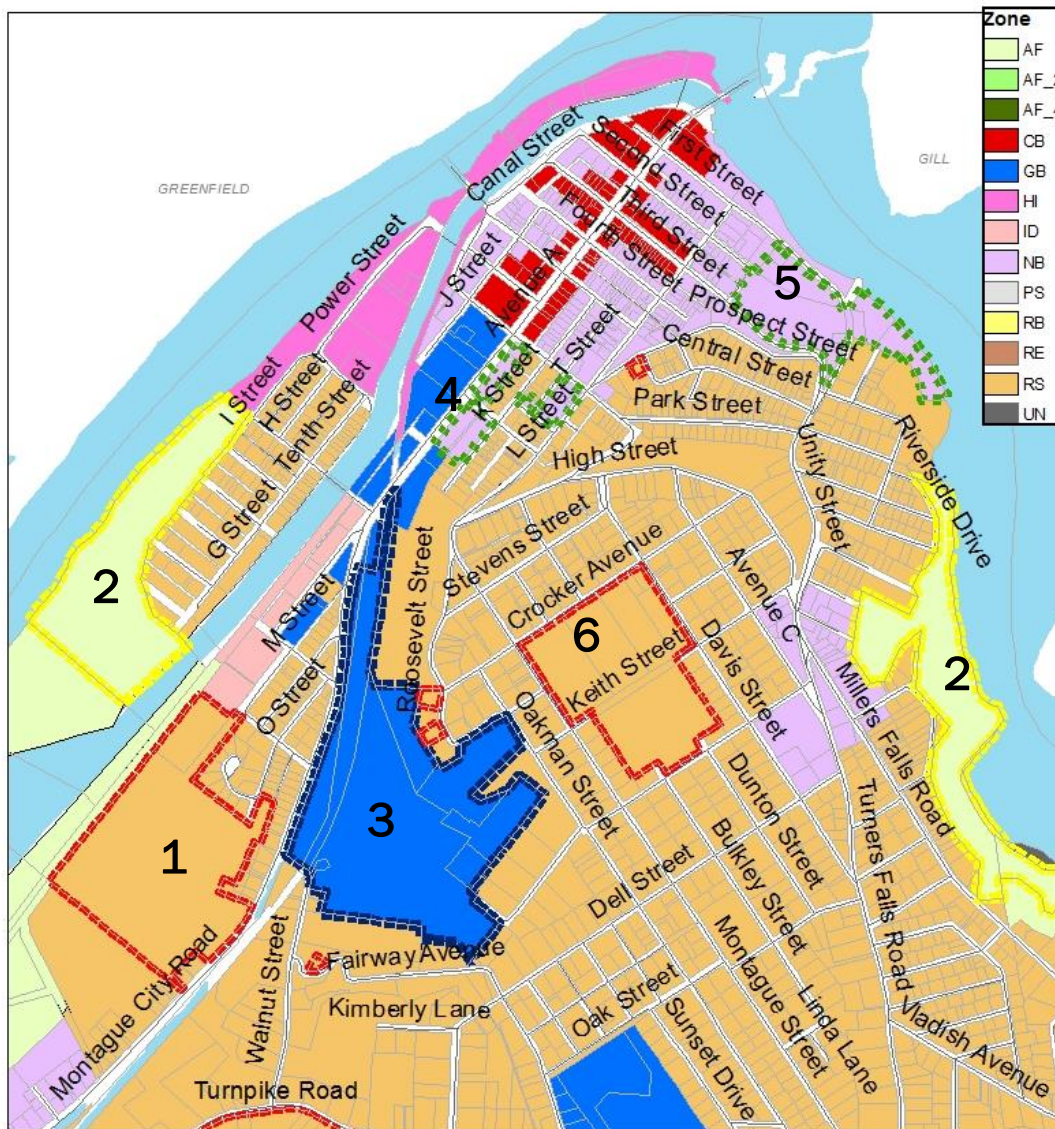 Zone
AF
AF_2
AF_4
CB
GB
HI
ID
NB
PS
RB
RE
RS
UN
GREENFIELD
GILL
Canal Street
First Street
Second Street
Third Street
Fourth Street
Power Street
J Street
Avenue A
5
Prospect Street
I Street
H Street
Tenth Street
G Street
4
K Street
T Street
L Street
Central Street
Park Street
High Street
Unity Street
Riverside Drive
2
M Street
O Street
Roosevelt Street
Stevens Street
Crocker Avenue
6
Keith Street
Avenue C
Davis Street
Millers Falls Road
2
Oakman Street
1
3
Dell Street
Dunton Street
Bulkley Street
Turners Falls Road
Montague City Road
Walnut Street
Fairway Avenue
Kimberly Lane
Oak Street
Sunset Drive
Montague Street
Linda Lane
Vladish Avenue
Turnpike Road